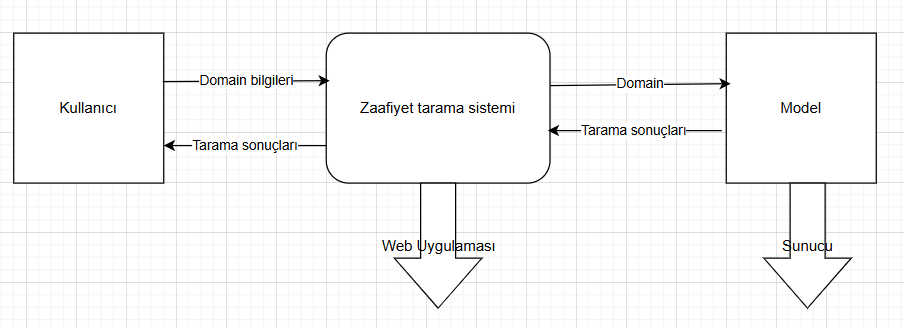 Domain bilgileri
Domain
Kullanıcı
Zaafiyet tarama sistemi
Model
Tarama sonuçları
Tarama sonuçları
Web Uygulaması
Sunucu